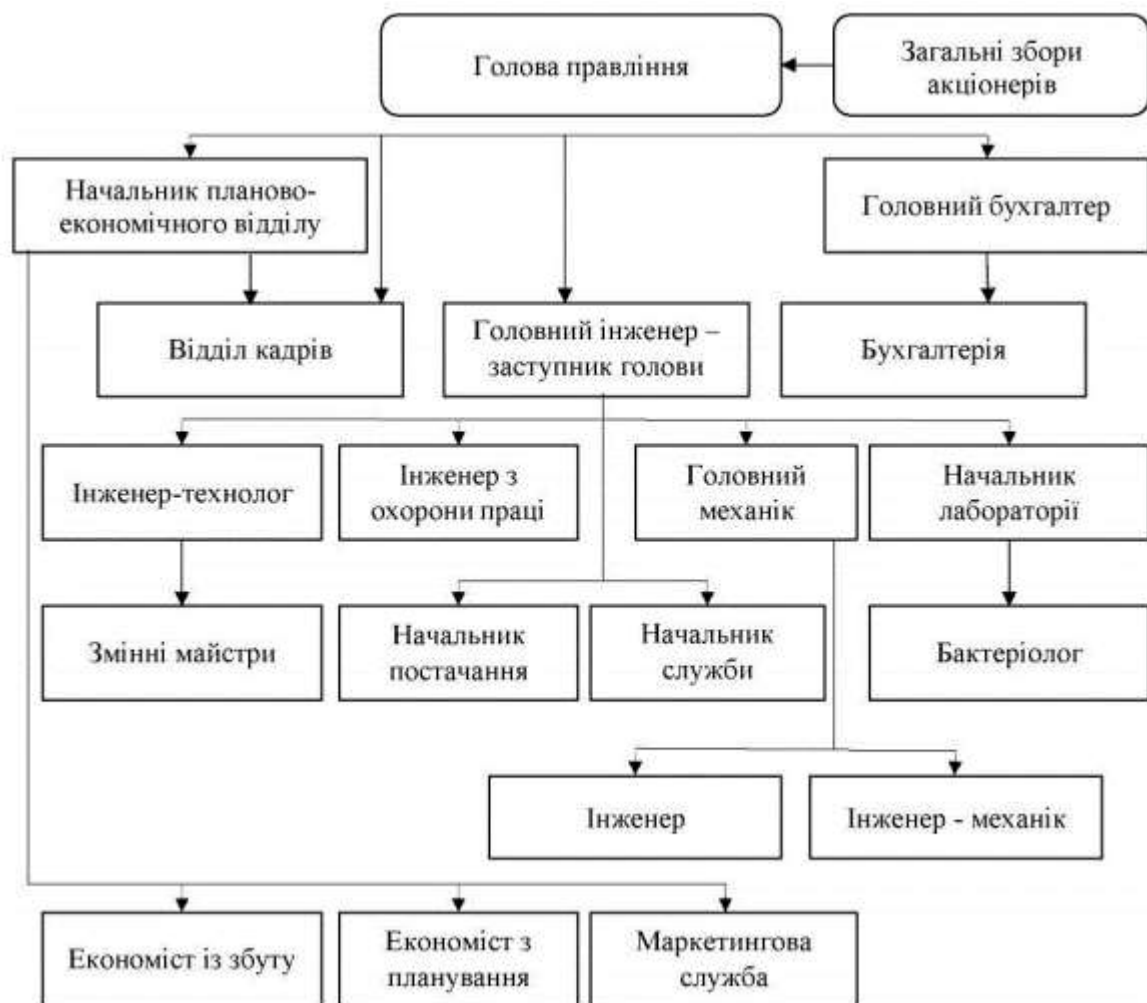 Голова правління
Загальні збори
акціонерів
Начальник планово-
економічного відділу
Головний бухгалтер
Відділ кадрів
Головний інженер –
заступник голови
Бухгалтерія
Інженер-технолог
Інженер з
охорони праці
Головний
механік
Начальник
лабораторії
Змінні майстри
Начальник
постачання
Начальник
служби
Бактеріолог
Інженер
Інженер - механік
Економіст із збуту
Економіст з
планування
Маркетингова
служба